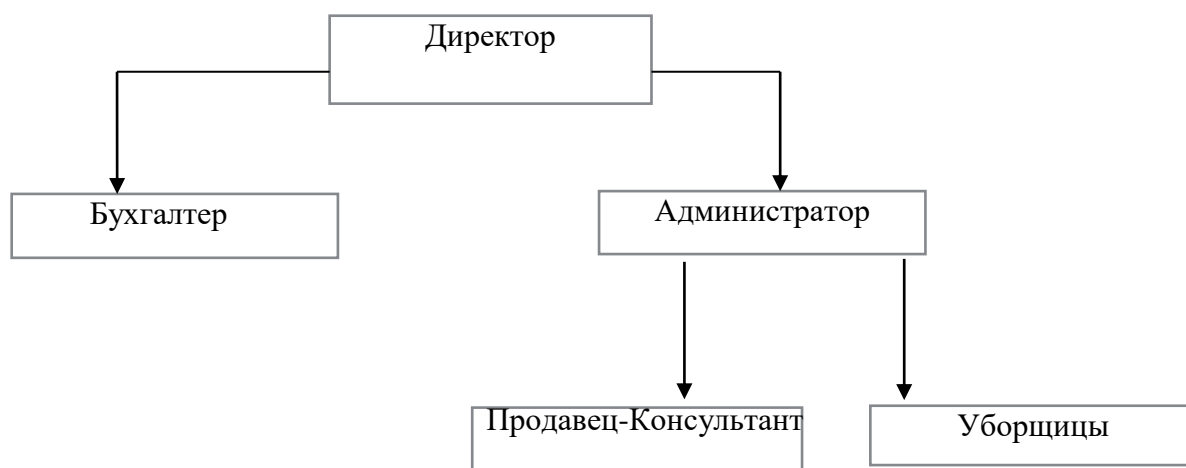 Директор
Бухгалтер
Администратор
Продавец-Консультант
Уборщицы